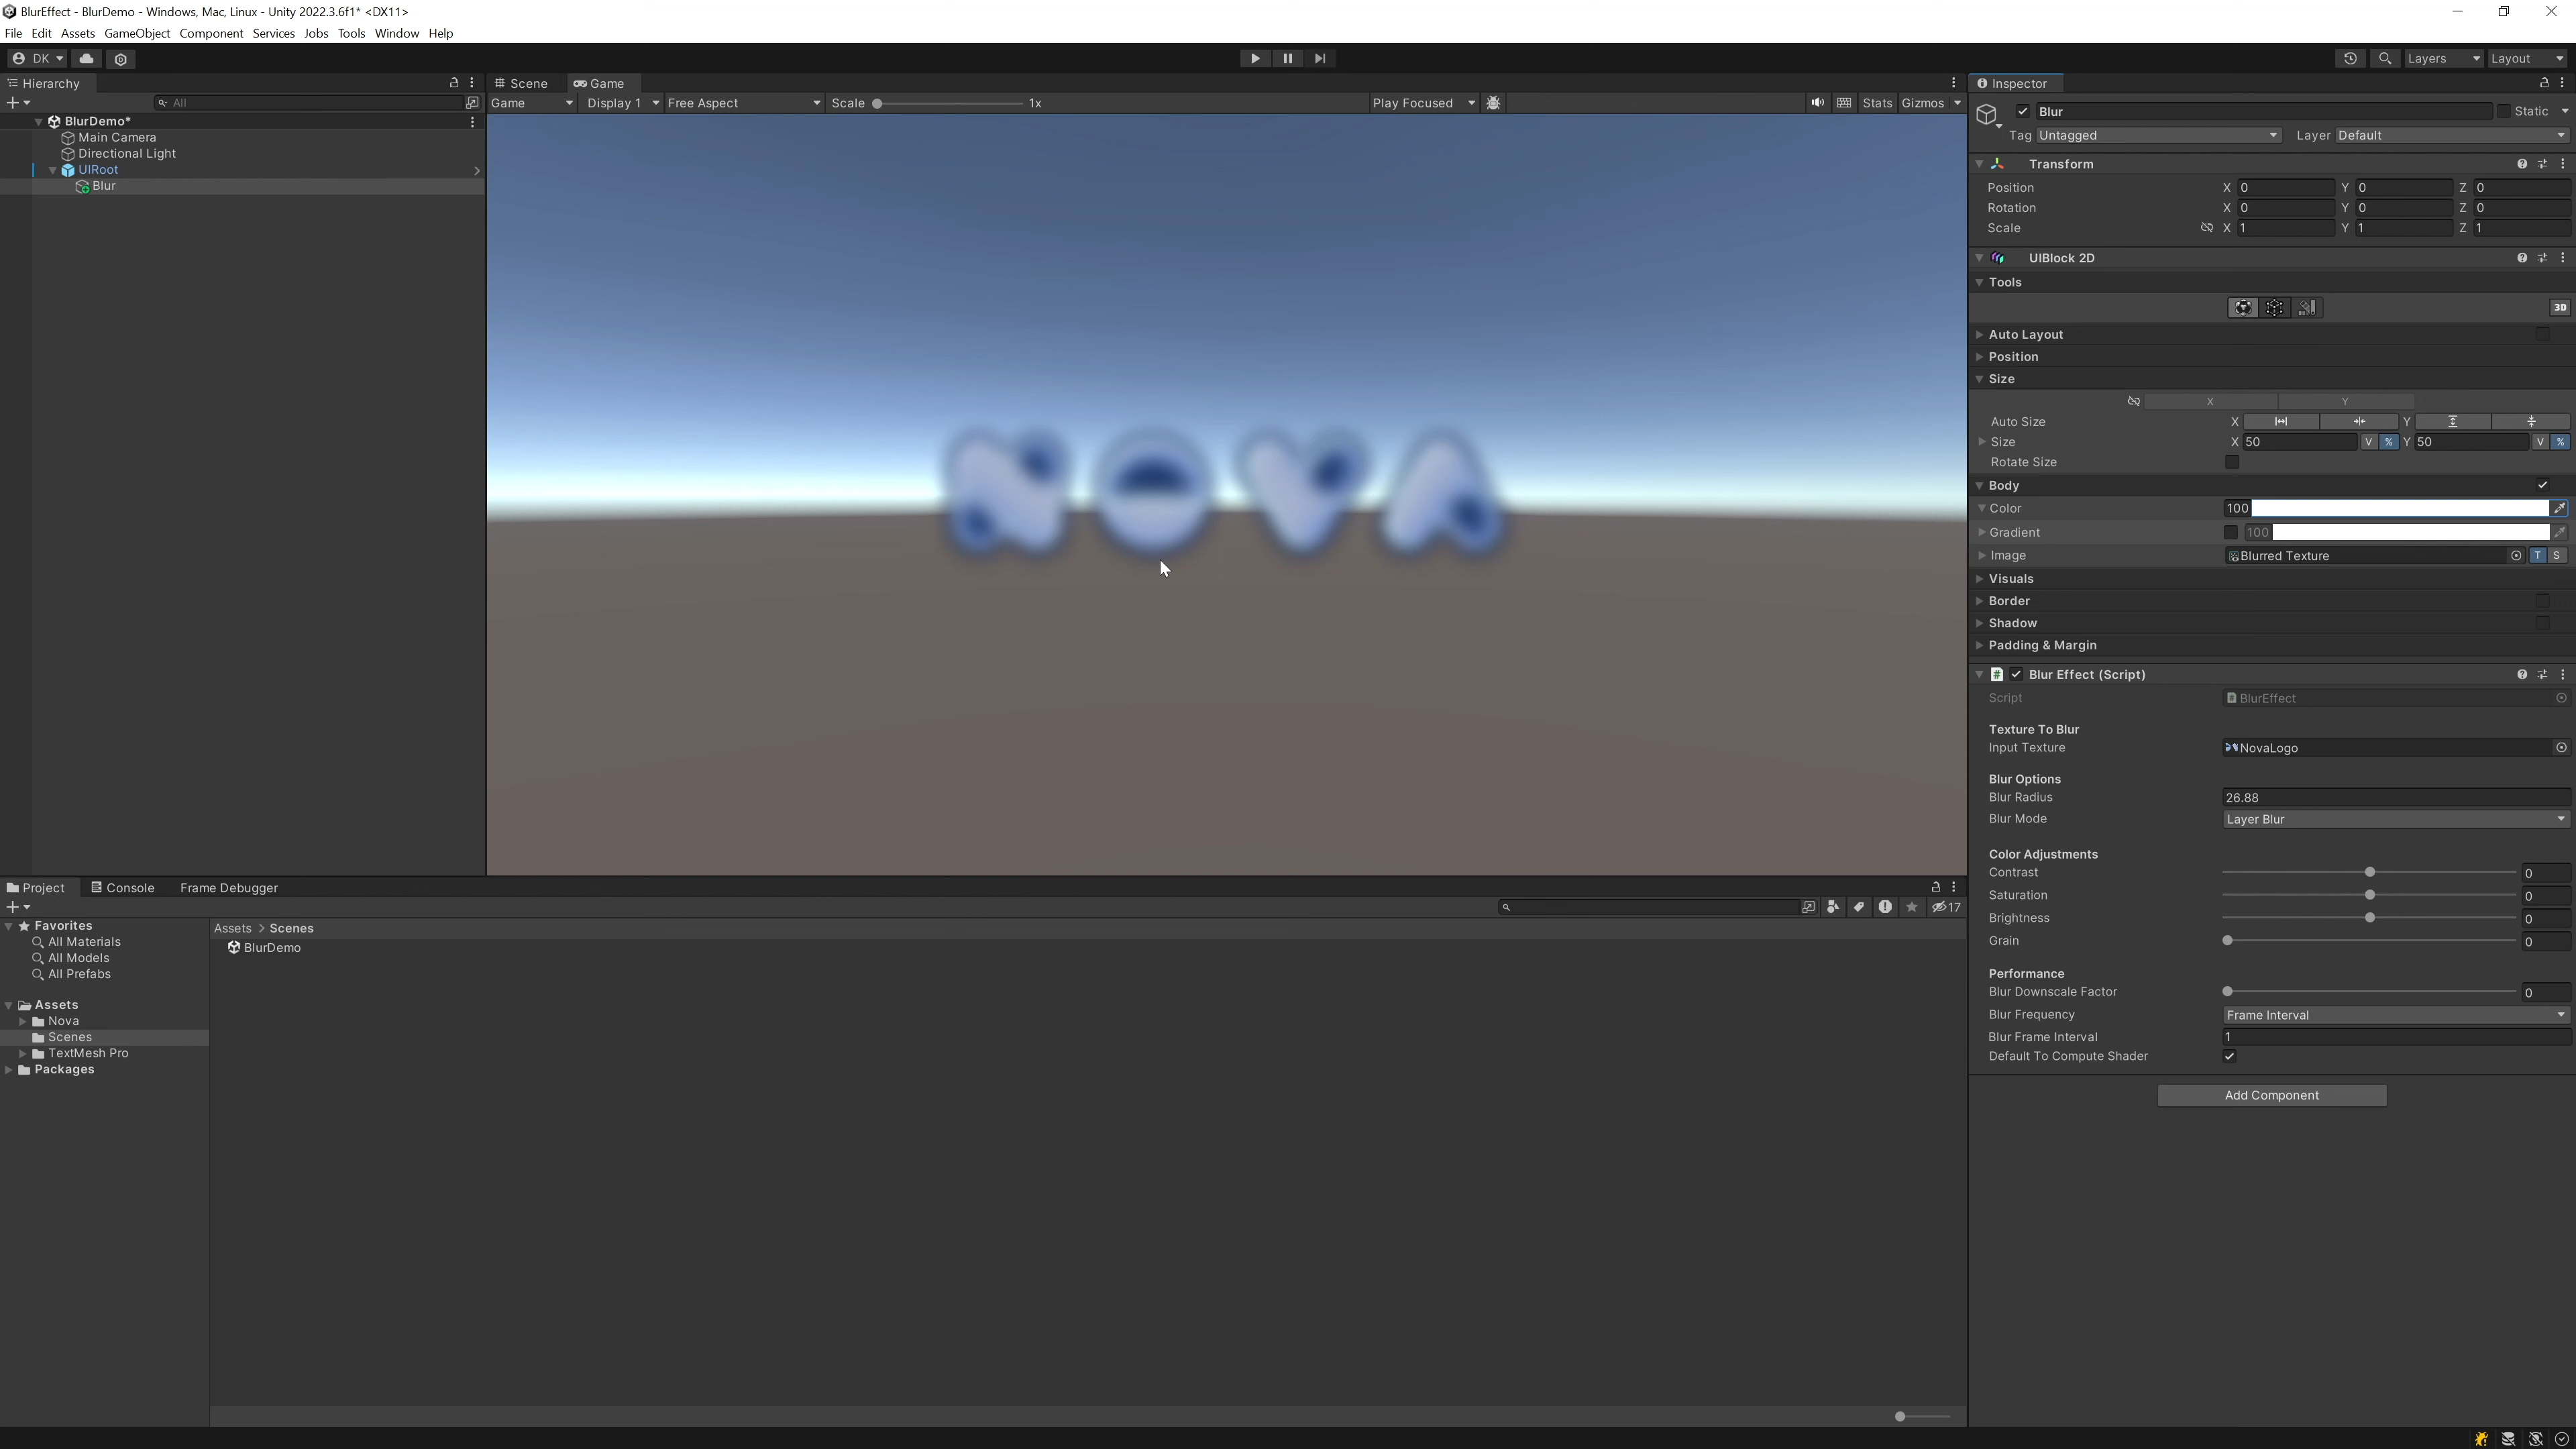 BlurEffect - BlurDemo - Windows, Mac, Linux - Unity 2022.3.6f1* <DX11>
File Edit Assets GameObject Component Services Jobs Tools Window Help
DK
Layers Layout
Hierarchy
All
BlurDemo*
Main Camera
Directional Light
UIRoot
Blur
Scene Game
Game Display 1 Free Aspect Scale 1x Play Focused Stats Gizmos
NOVA
Inspector
Blur Static
Tag Untagged Layer Default
Transform
Position X 0 Y 0 Z 0
Rotation X 0 Y 0 Z 0
Scale X 1 Y 1 Z 1
UIBlock 2D
Tools
3D
Auto Layout
Position
Size
X Y
Auto Size X Y
Size X 50 V % Y 50 V %
Rotate Size
Body
Color 100
Gradient 100
Image Blurred Texture T S
Visuals
Border
Shadow
Padding & Margin
# Blur Effect (Script)
Script BlurEffect
Texture To Blur
Input Texture NovaLogo
Blur Options
Blur Radius 26.88
Blur Mode Layer Blur
Color Adjustments
Contrast 0
Saturation 0
Brightness 0
Grain 0
Performance
Blur Downscale Factor 0
Blur Frequency Frame Interval
Blur Frame Interval 1
Default To Compute Shader
Add Component
Project Console Frame Debugger
17
Favorites
All Materials
All Models
All Prefabs
Assets
Nova
Scenes
TextMesh Pro
Packages
Assets > Scenes
BlurDemo